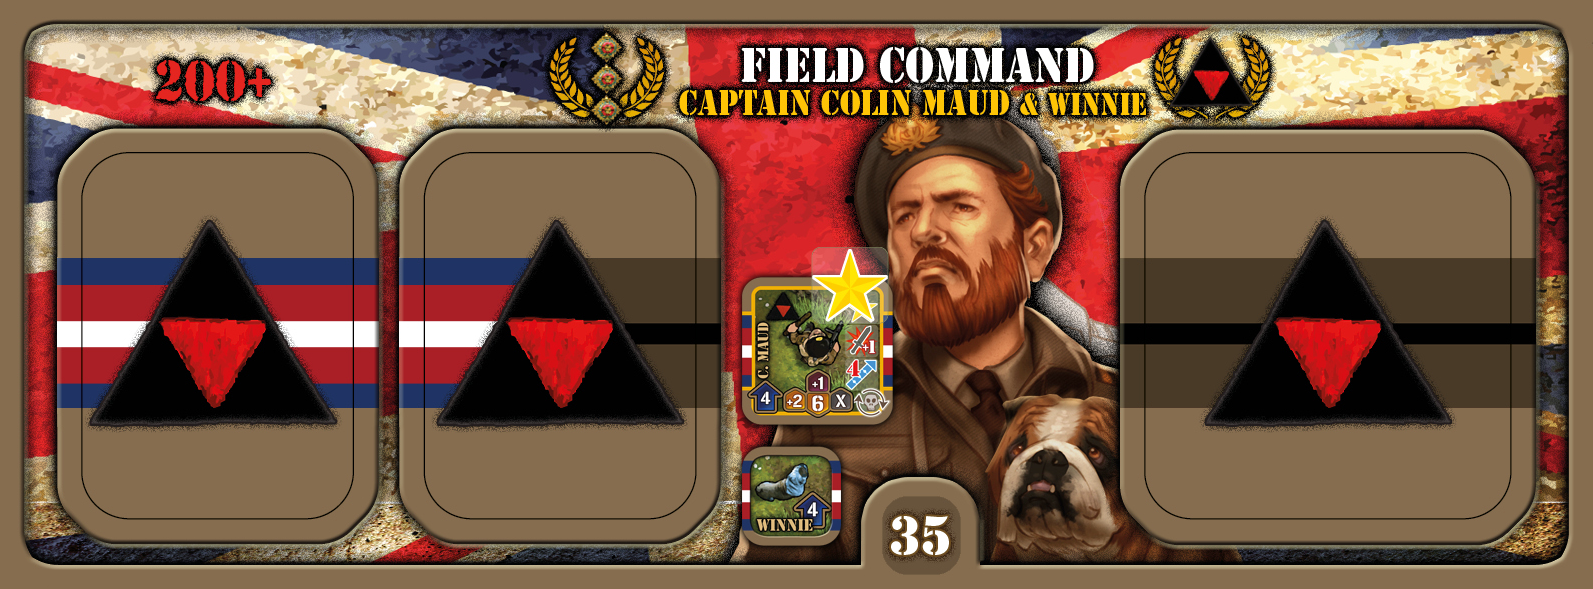 200+
FIELD COMMAND
CAPTAIN COLIN MAUD & WINNIE
C. MAUD
+1
4
4
+1
+2
6
X
4
WINNIE
35